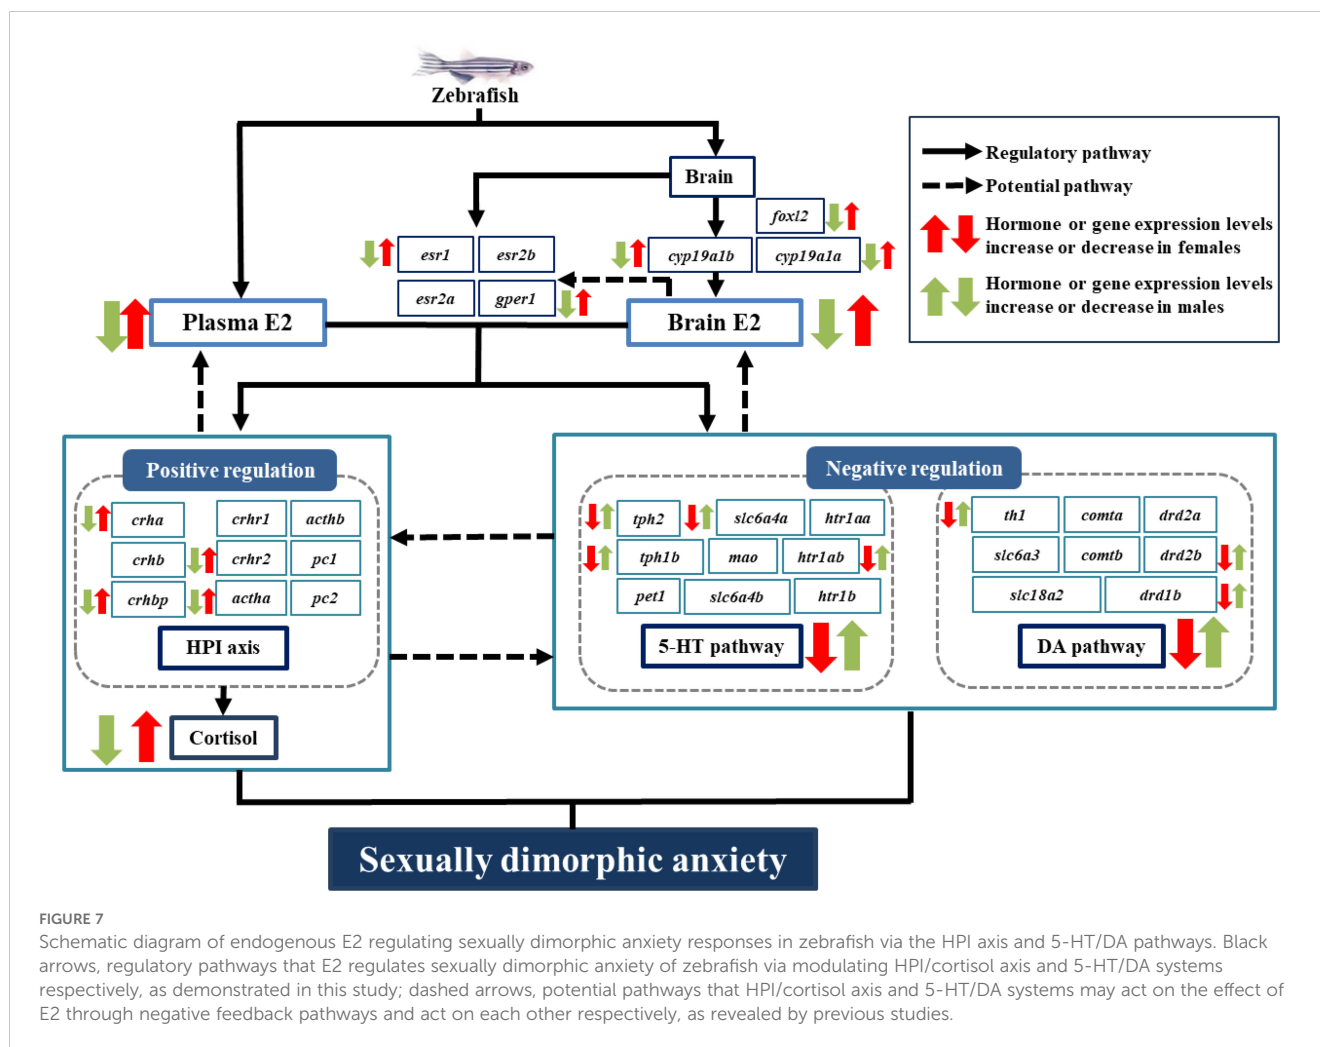 Zebrafish
Brain
foxl2
esr1
esr2b
cyp19a1b
cyp19a1a
esr2a
gper1
Plasma E2
Brain E2
Regulatory pathway
Potential pathway
Hormone or gene expression levels
increase or decrease in females
Hormone or gene expression levels
increase or decrease in males
Positive regulation
crha
crhr1
acthb
crhb
crhr2
pc1
crhbp
actha
pc2
HPI axis
Cortisol
Negative regulation
tph2
slc6a4a
htr1aa
tph1b
mao
htr1ab
pet1
slc6a4b
htr1b
5-HT pathway
th1
comta
drd2a
slc6a3
comtb
drd2b
slc18a2
drd1b
DA pathway
Sexually dimorphic anxiety
FIGURE 7
Schematic diagram of endogenous E2 regulating sexually dimorphic anxiety responses in zebrafish via the HPI axis and 5-HT/DA pathways. Black
arrows, regulatory pathways that E2 regulates sexually dimorphic anxiety of zebrafish via modulating HPI/cortisol axis and 5-HT/DA systems
respectively, as demonstrated in this study; dashed arrows, potential pathways that HPI/cortisol axis and 5-HT/DA systems may act on the effect of
E2 through negative feedback pathways and act on each other respectively, as revealed by previous studies.